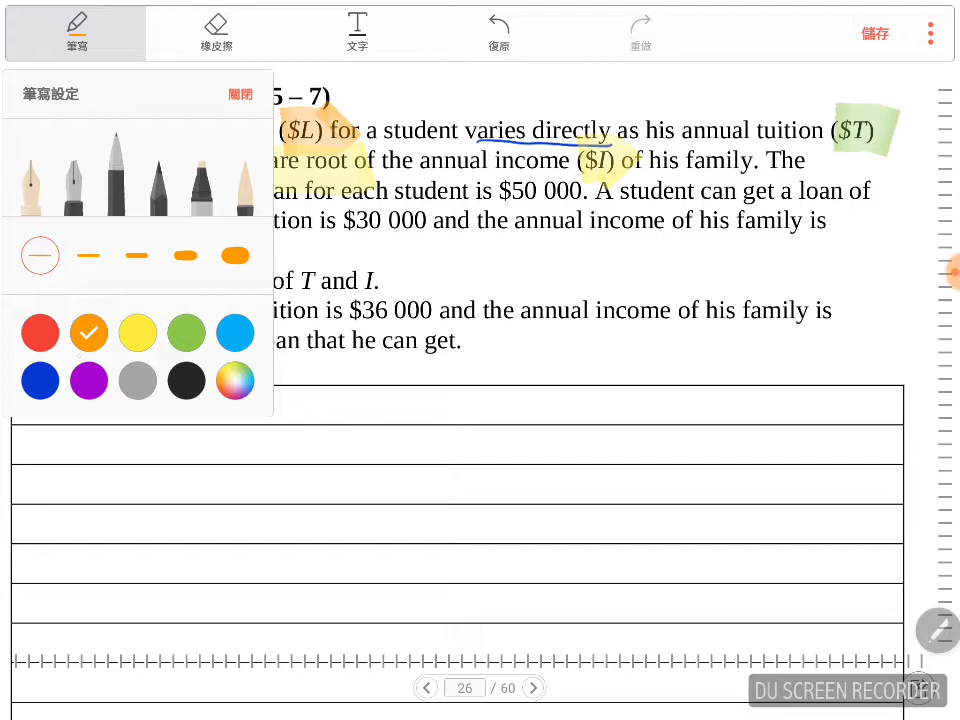 筆寫
橡皮擦
文字
復原
重做
儲存
筆寫設定
關閉
5 – 7)
($L) for a student varies directly as his annual tuition ($T)
are root of the annual income ($I) of his family. The
an for each student is $50 000. A student can get a loan of
tion is $30 000 and the annual income of his family is
of T and I.
ition is $36 000 and the annual income of his family is
an that he can get.
26 / 60
DU SCREEN RECORDER